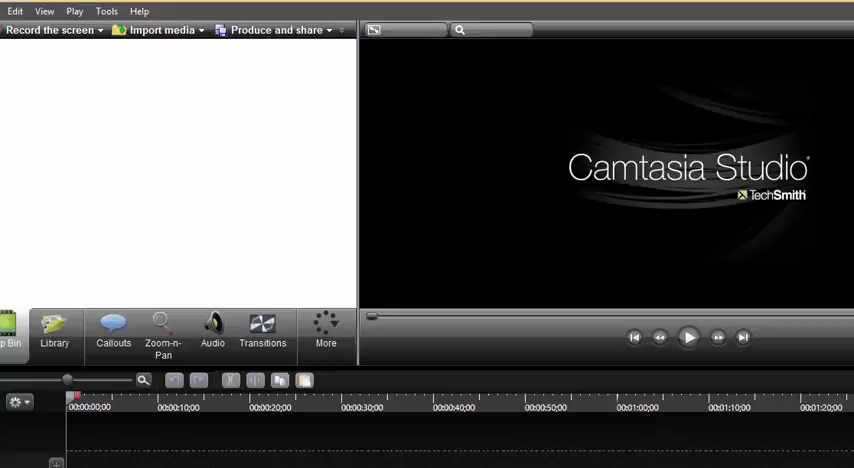 Edit View Play Tools Help
Record the screen Import media Produce and share
Camtasia Studio
TechSmith
p Bin Library Callouts Zoom-n-Pan Audio Transitions More
00:00:00;00 00:00:10;00 00:00:20;00 00:00:30;00 00:00:40;00 00:00:50;00 00:01:00;00 00:01:10;00 00:01:20;00